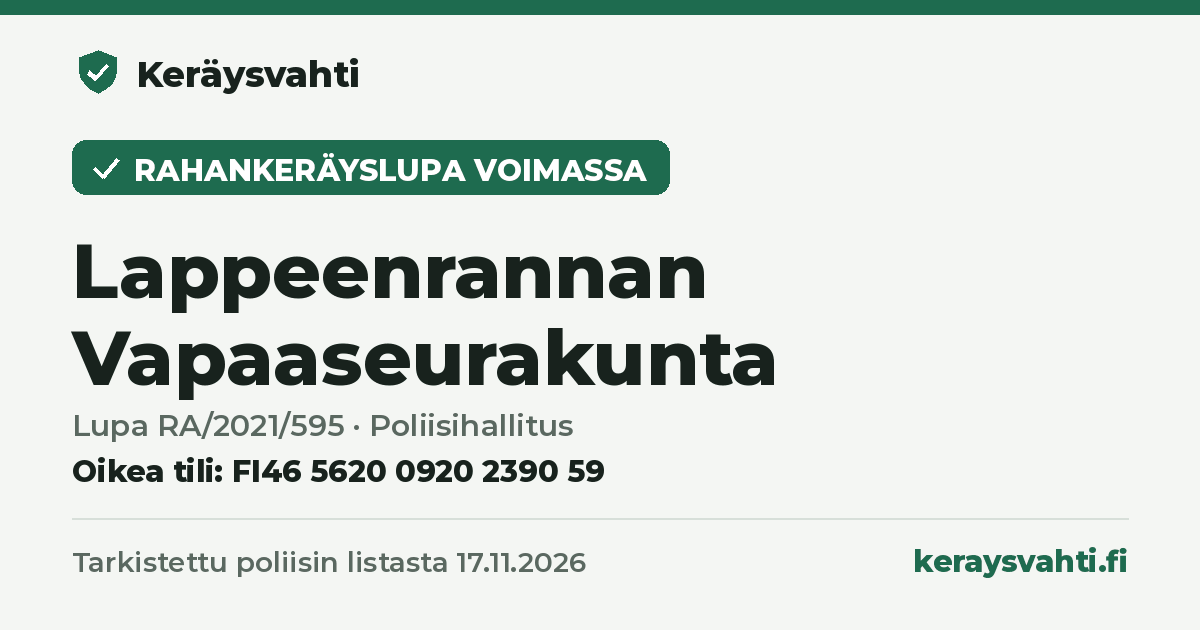 Keräysvahti
RAHANKERÄYSLUPA VOIMASSA
Lappeenrannan
Vapaaseurakunta
Lupa RA/2021/595 · Poliisihallitus
Oikea tili: FI46 5620 0920 2390 59
Tarkistettu poliisin listasta 17.11.2026
keraysvahti.fi